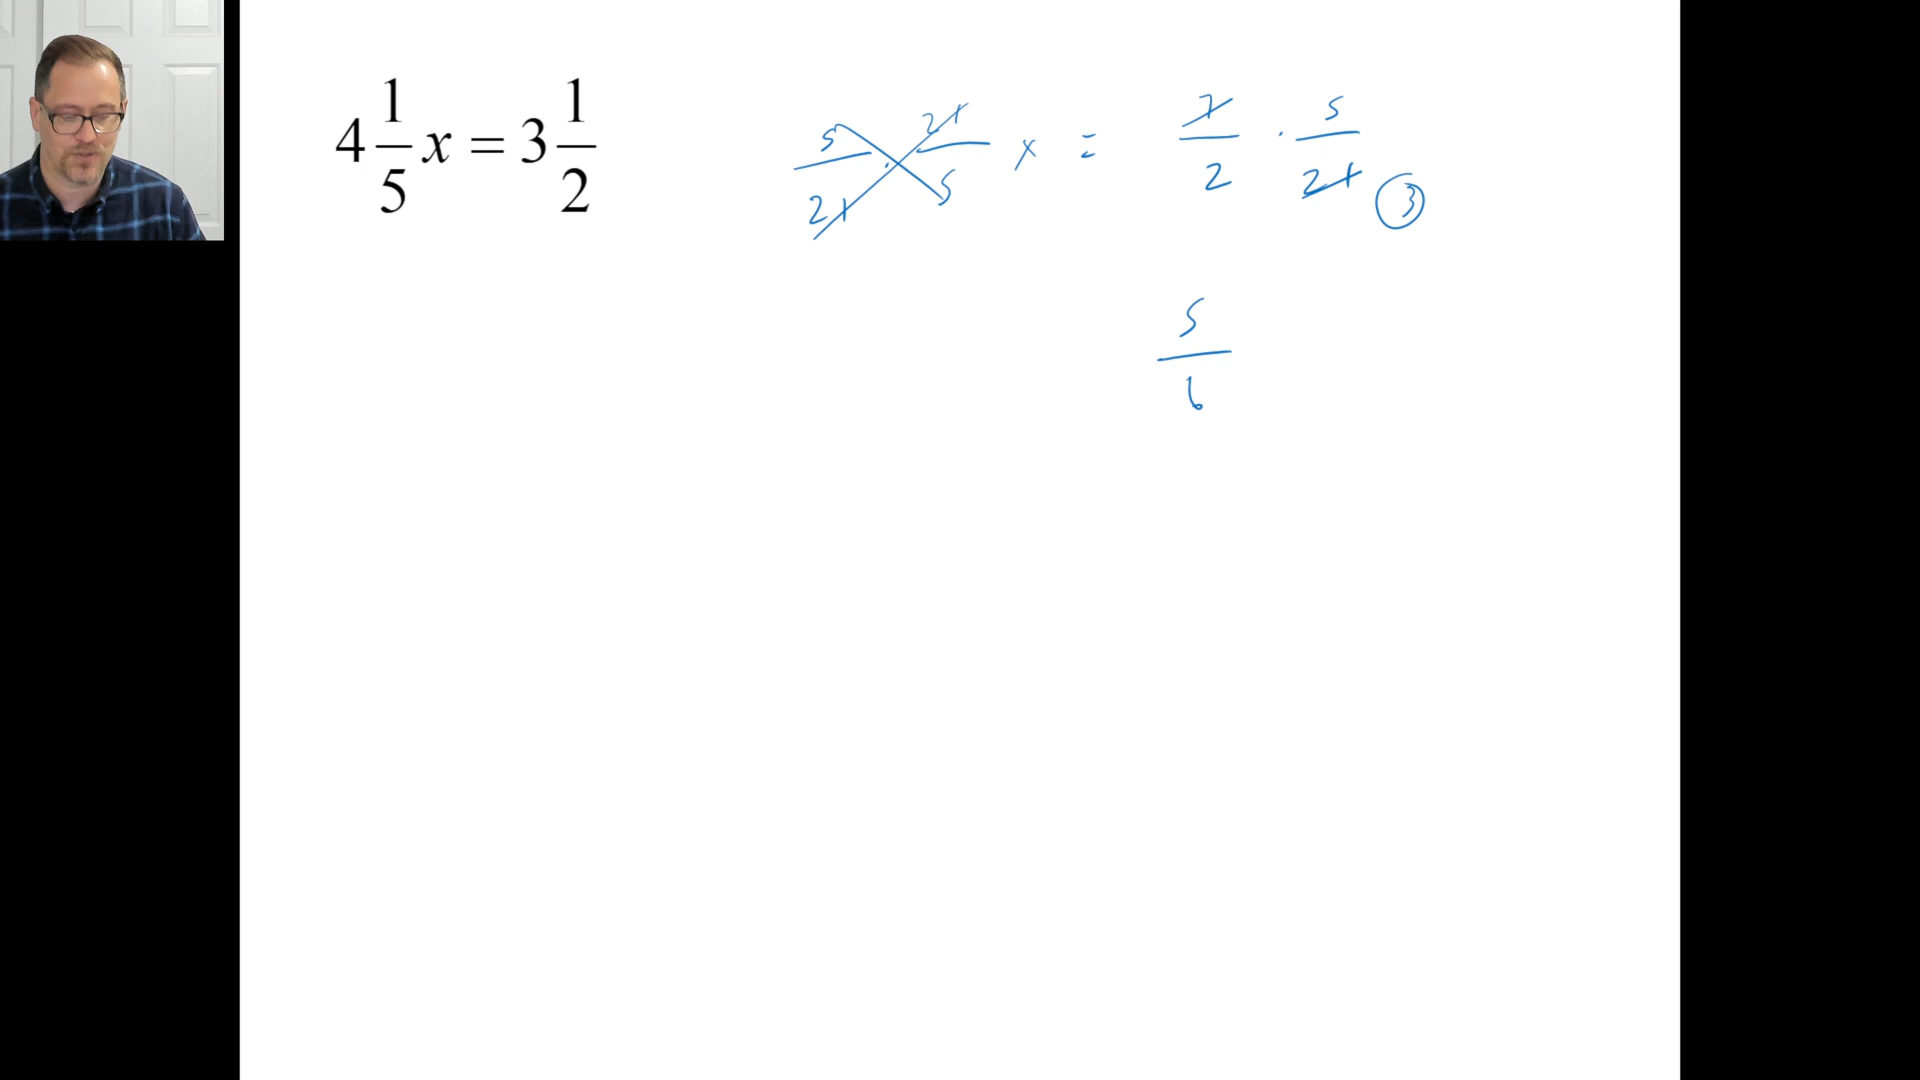 4 1/5 x = 3 1/2
5/21 · 21/5 x = 7/2 · 5/21 3
5/6